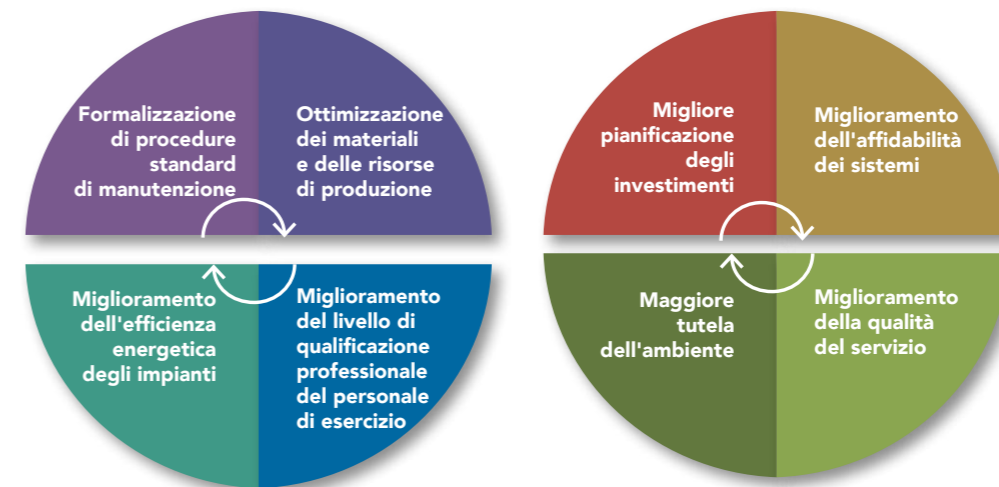 Formalizzazione
di procedure
standard
di manutenzione
Ottimizzazione
dei materiali
e delle risorse
di produzione
Miglioramento
dell'efficienza
energetica
degli impianti
Miglioramento
del livello di
qualificazione
professionale
del personale
di esercizio
Migliore
pianificazione
degli
investimenti
Miglioramento
dell'affidabilità
dei sistemi
Maggiore
tutela
dell'ambiente
Miglioramento
della qualità
del servizio